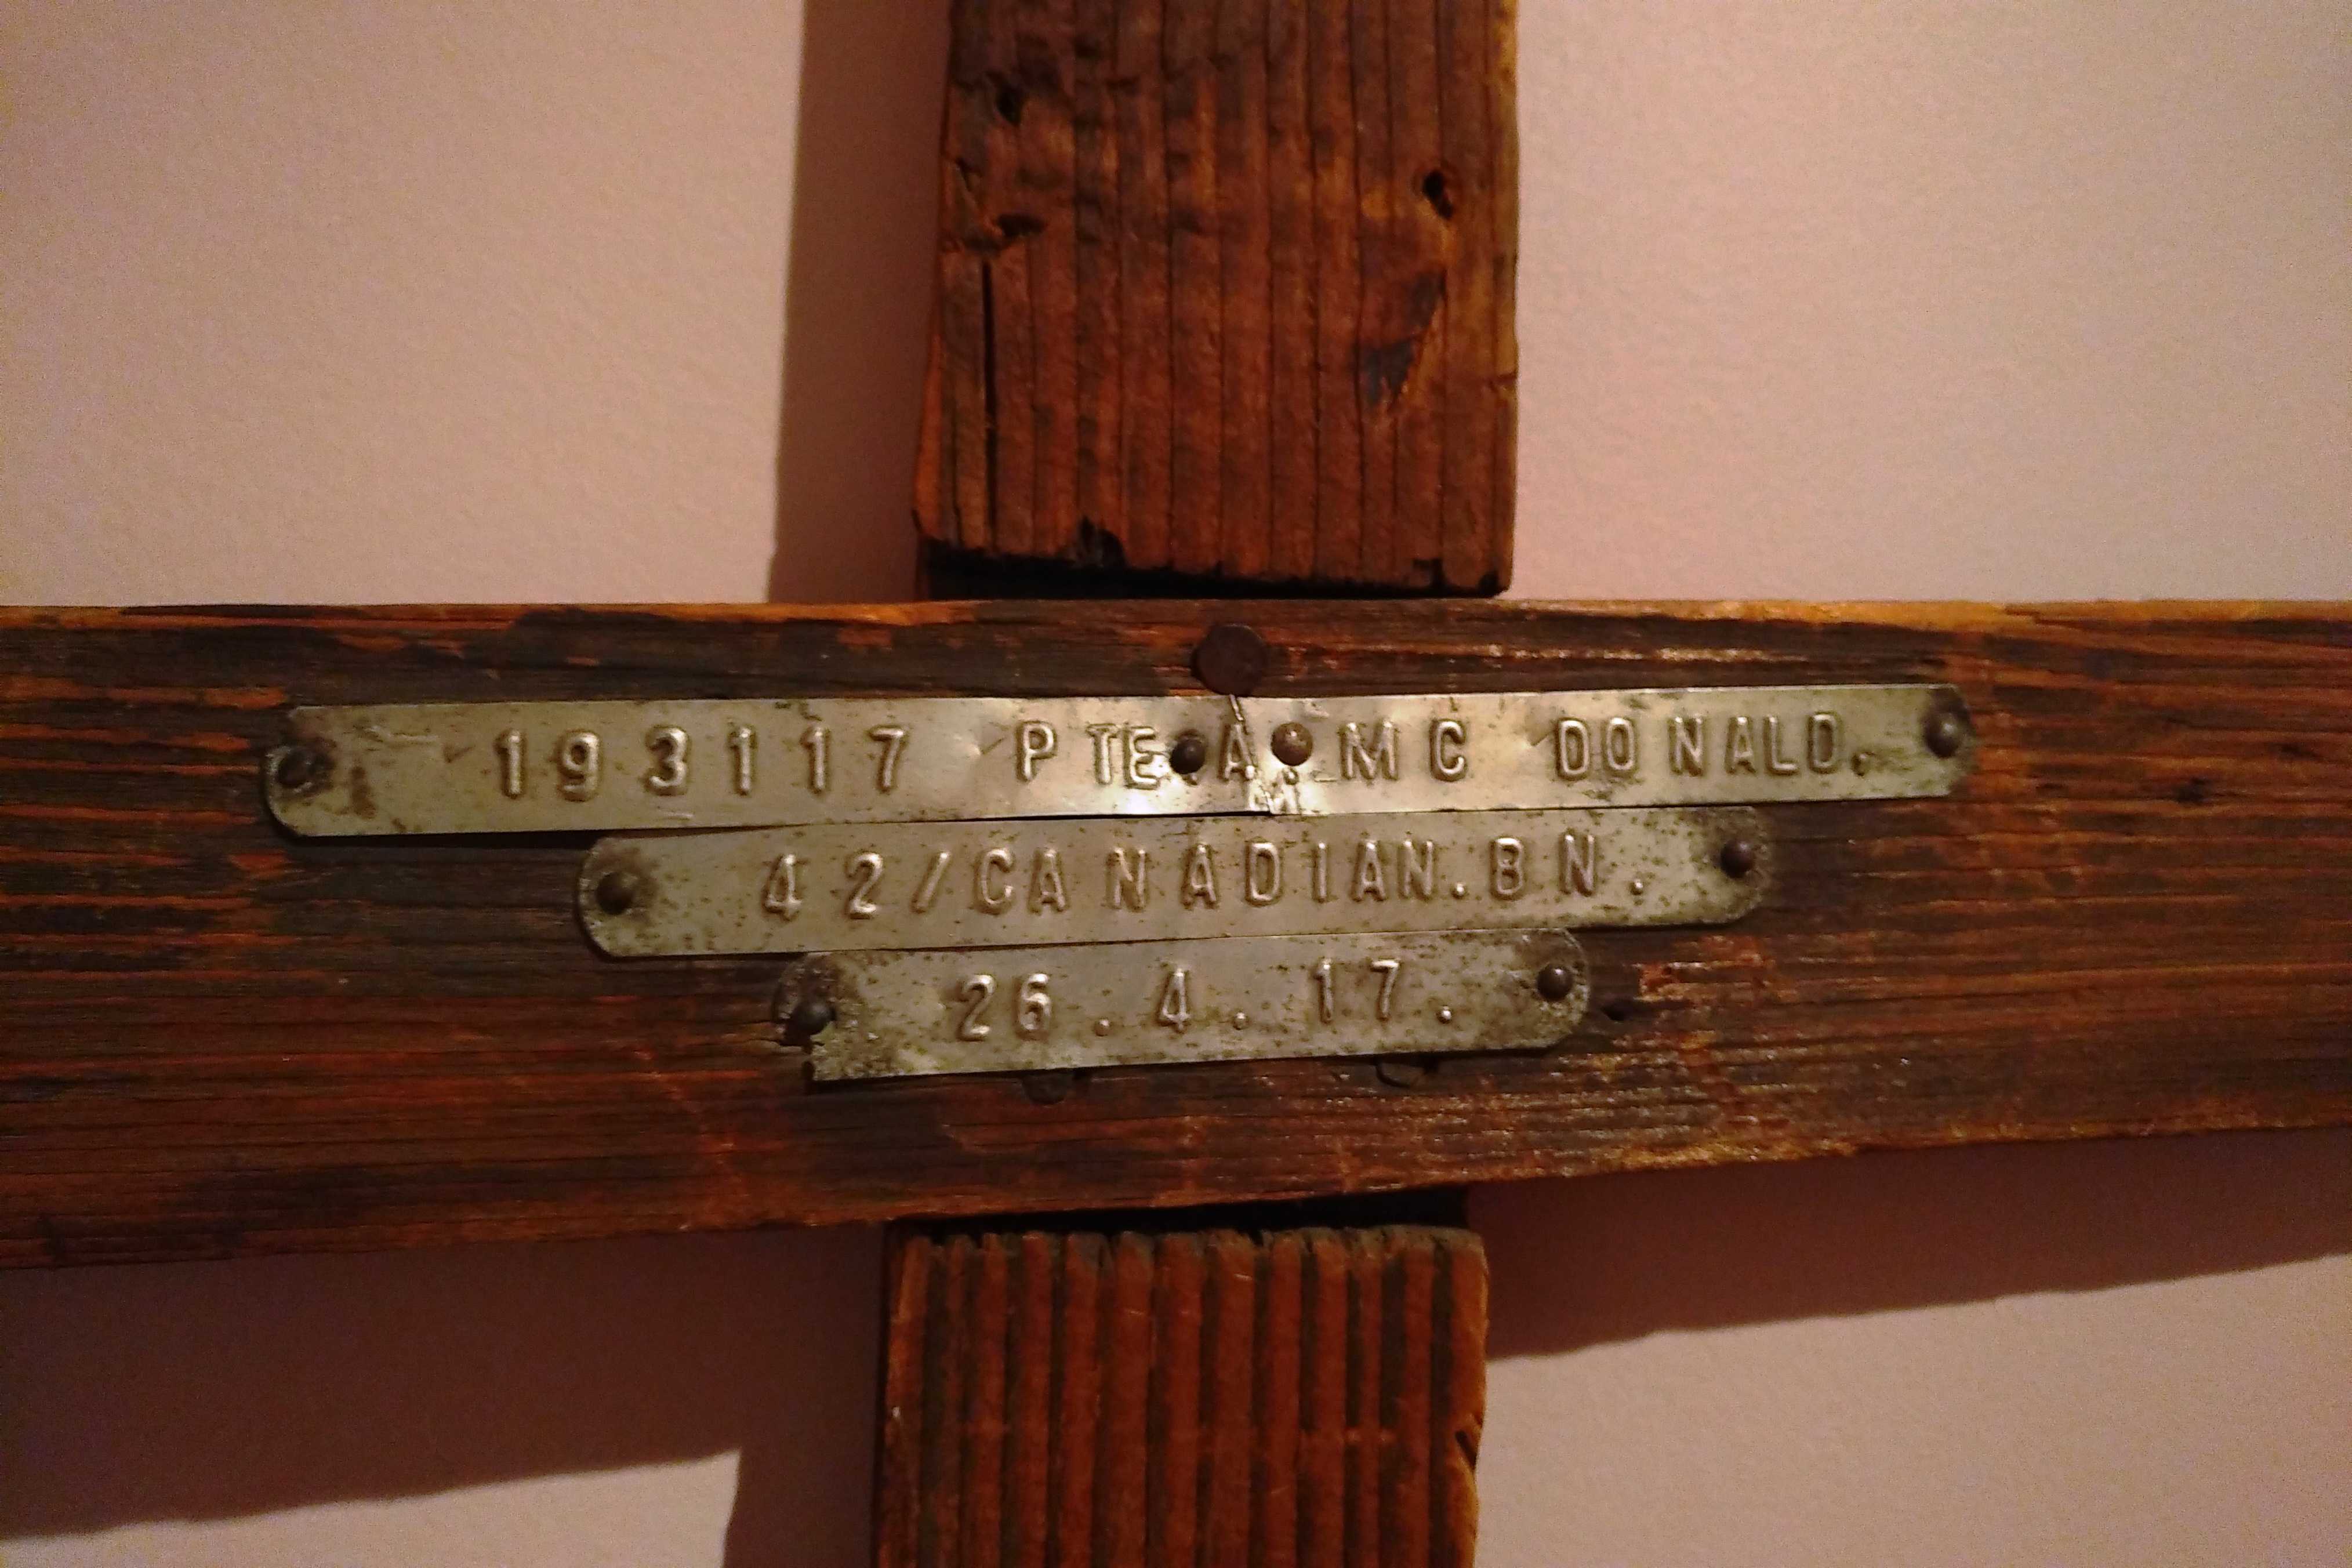 193117 PTE. A. MC DONALD.
42/CANADIAN.BN.
26.4.17.